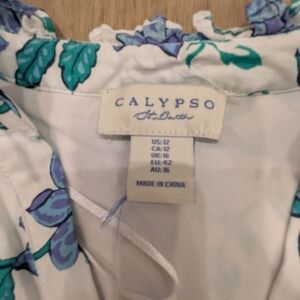 CALYPSO
St. Barth
US: 12
CA: 12
UK: 16
EU: 42
AU: 16
MADE IN CHINA